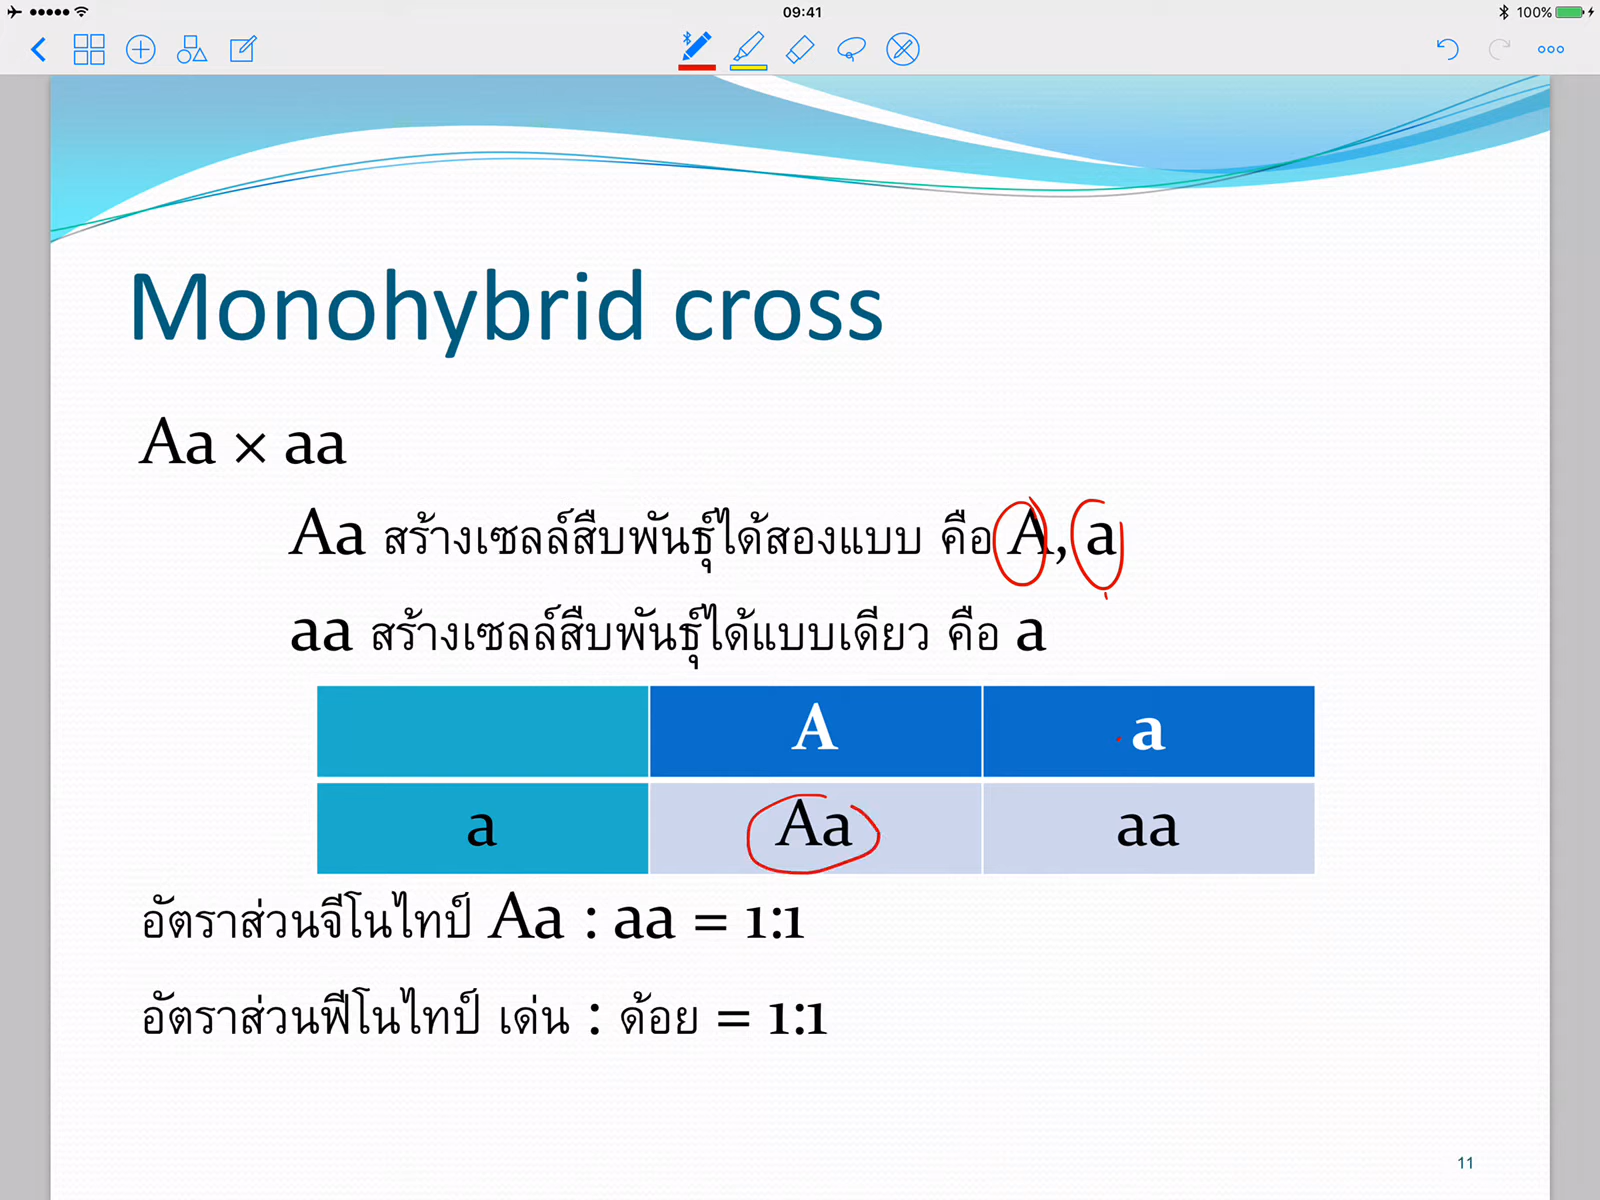 09:41
100%
Monohybrid cross
Aa × aa
Aa สร้างเซลล์สืบพันธุ์ได้สองแบบ คือ A, a
aa สร้างเซลล์สืบพันธุ์ได้แบบเดียว คือ a
A a
a Aa aa
อัตราส่วนจีโนไทป์ Aa : aa = 1:1
อัตราส่วนฟีโนไทป์ เด่น : ด้อย = 1:1
11